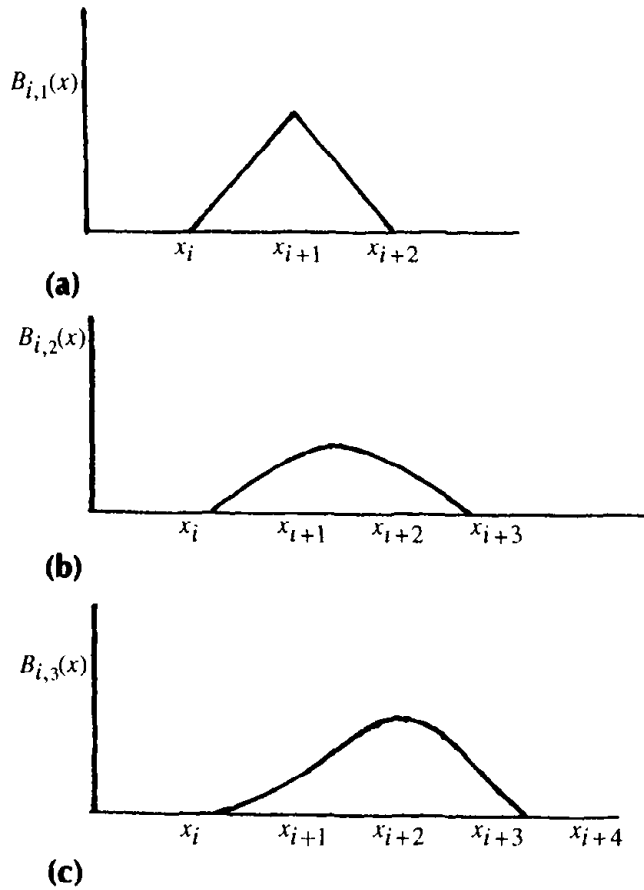 B_{i,1}(x)
x_i x_{i+1} x_{i+2}
(a)
B_{i,2}(x)
x_i x_{i+1} x_{i+2} x_{i+3}
(b)
B_{i,3}(x)
x_i x_{i+1} x_{i+2} x_{i+3} x_{i+4}
(c)